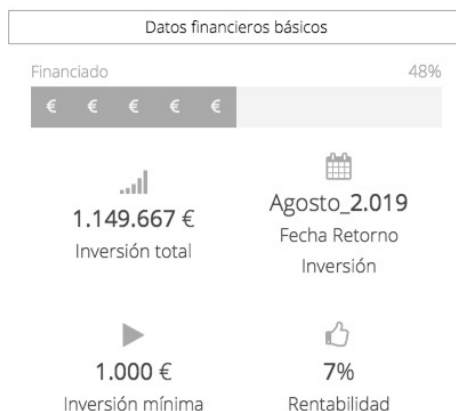 Datos financieros básicos
Financiado 48%
€ € € € €
1.149.667 €
Inversión total
Agosto_2.019
Fecha Retorno
Inversión
1.000 €
Inversión mínima
7%
Rentabilidad